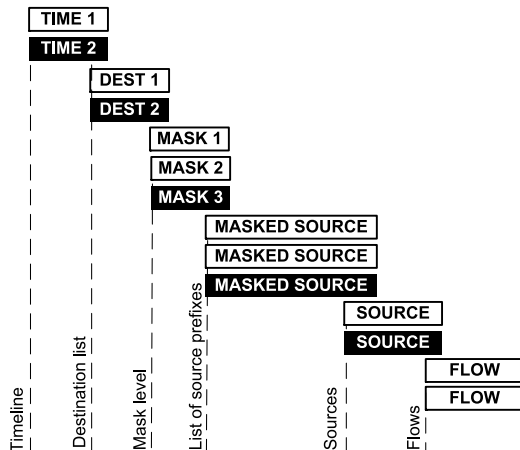 TIME 1
TIME 2
DEST 1
DEST 2
MASK 1
MASK 2
MASK 3
MASKED SOURCE
MASKED SOURCE
MASKED SOURCE
SOURCE
SOURCE
FLOW
FLOW
Timeline
Destination list
Mask level
List of source prefixes
Sources
Flows